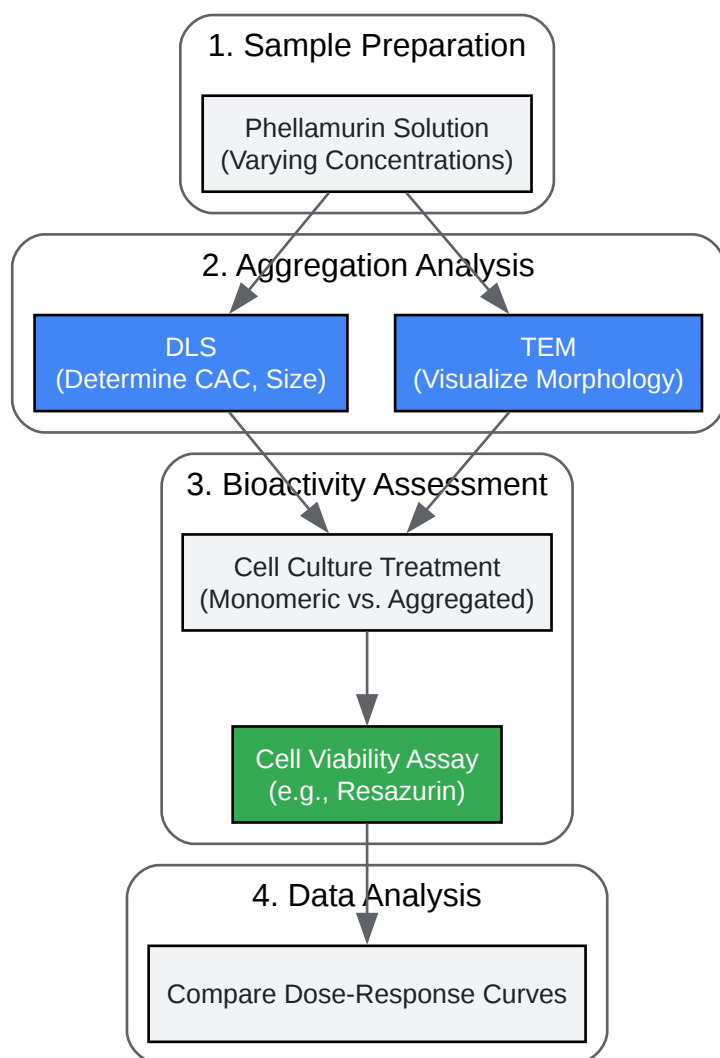 1. Sample Preparation
Phellamurin Solution
(Varying Concentrations)
2. Aggregation Analysis
DLS
(Determine CAC, Size)
TEM
(Visualize Morphology)
3. Bioactivity Assessment
Cell Culture Treatment
(Monomeric vs. Aggregated)
Cell Viability Assay
(e.g., Resazurin)
4. Data Analysis
Compare Dose-Response Curves